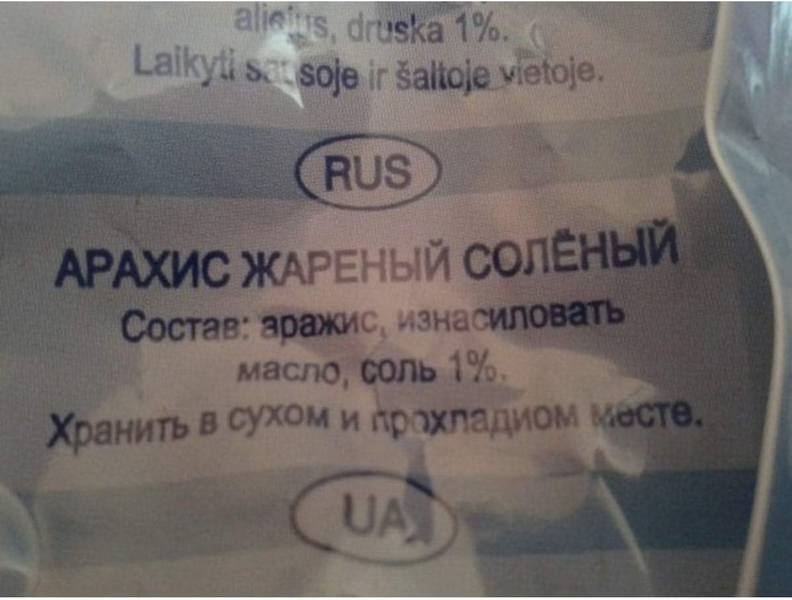 aliejus, druska 1%.
Laikyti sausoje ir šaltoje vietoje.
RUS
АРАХИС ЖАРЕНЫЙ СОЛЁНЫЙ
Состав: аражис, изнасиловать
масло, соль 1%.
Хранить в сухом и прохладиом месте.
UA